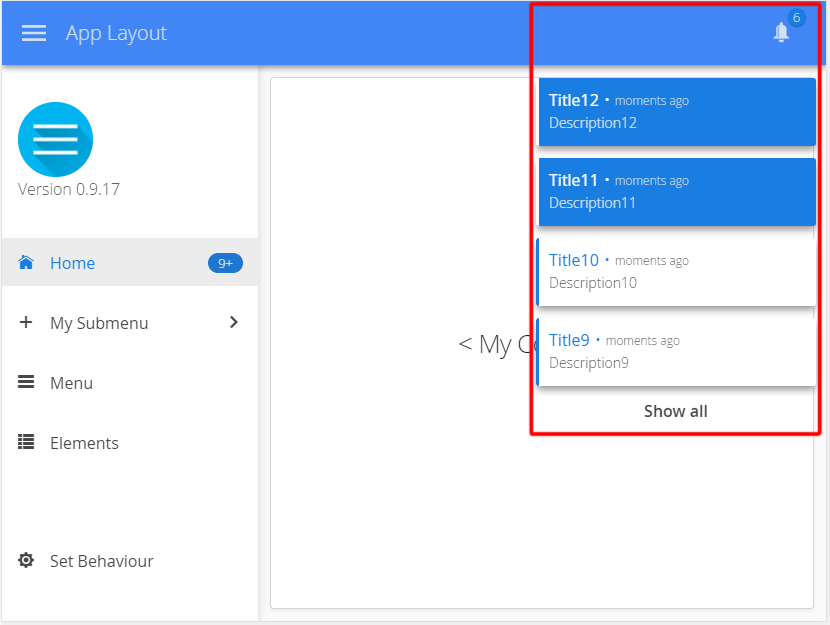 App Layout
6
Version 0.9.17
Home 9+
My Submenu
Menu
Elements
Set Behaviour
< My Co
Title12 • moments ago
Description12
Title11 • moments ago
Description11
Title10 • moments ago
Description10
Title9 • moments ago
Description9
Show all